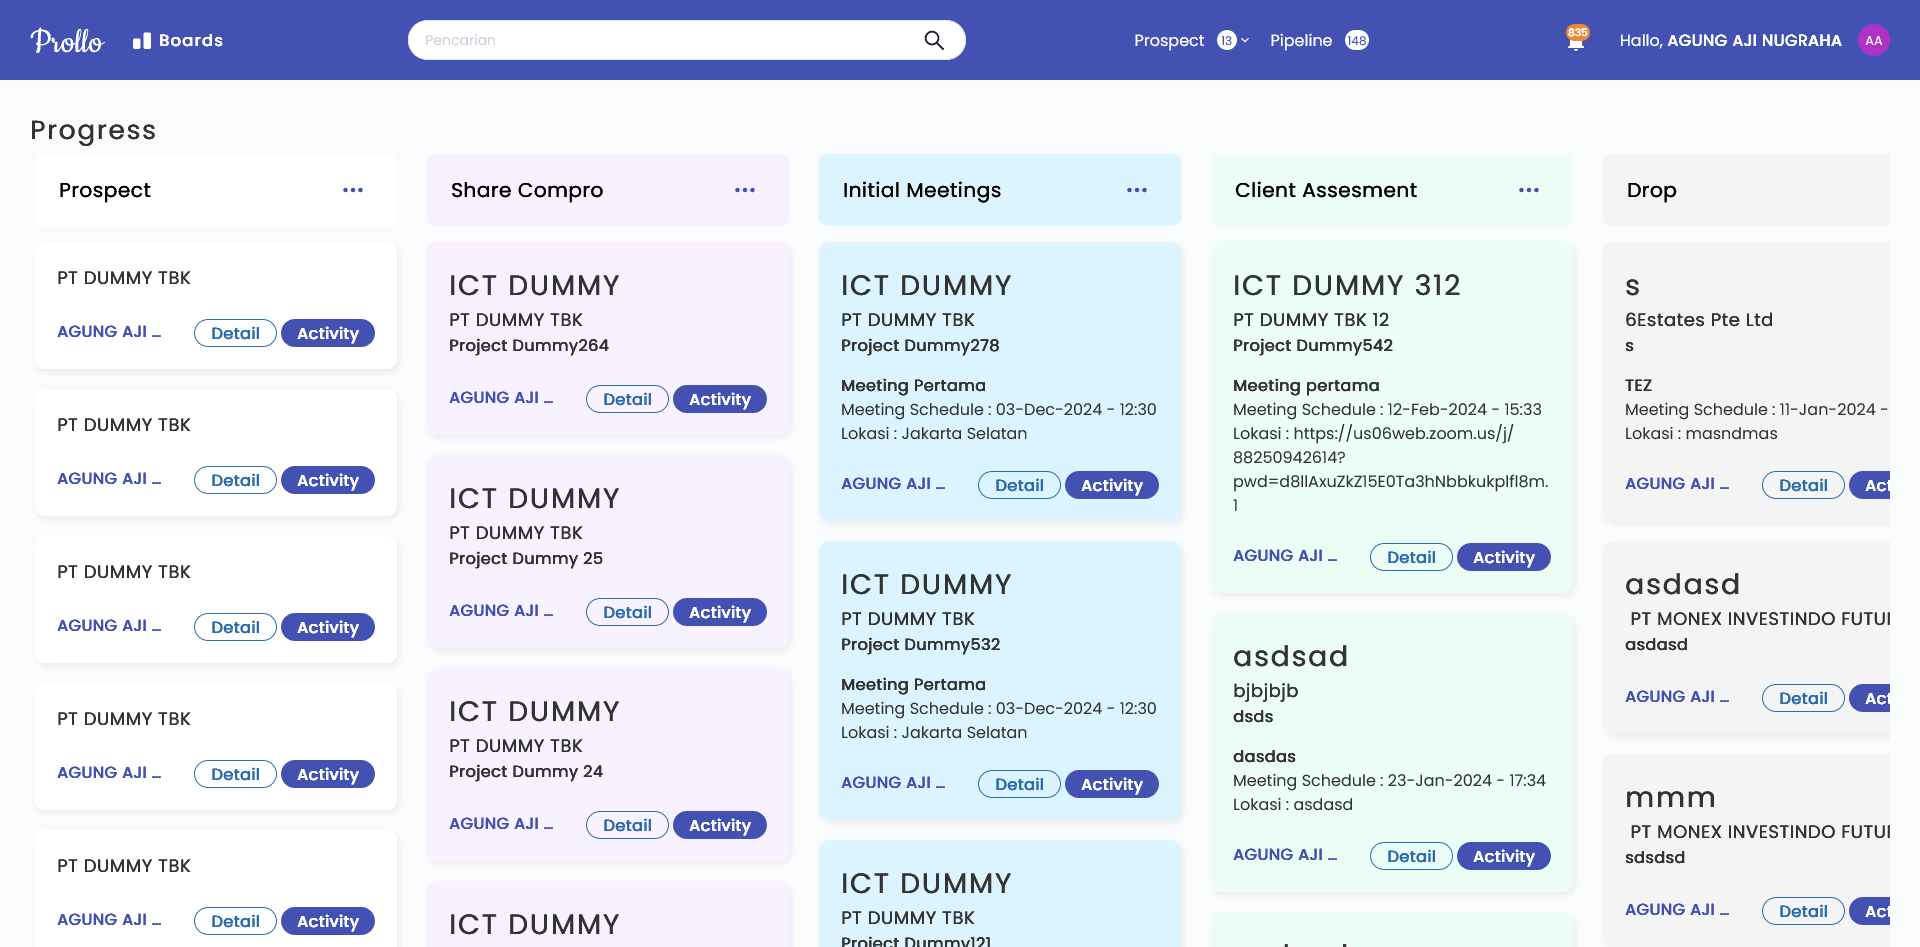 Prollo
Boards
Pencarian
Prospect 13
Pipeline 148
835
Hallo, AGUNG AJI NUGRAHA
AA
Progress
Prospect
PT DUMMY TBK
AGUNG AJI ...
Detail
Activity
PT DUMMY TBK
AGUNG AJI ...
Detail
Activity
PT DUMMY TBK
AGUNG AJI ...
Detail
Activity
PT DUMMY TBK
AGUNG AJI ...
Detail
Activity
PT DUMMY TBK
AGUNG AJI ...
Detail
Activity
Share Compro
ICT DUMMY
PT DUMMY TBK
Project Dummy264
AGUNG AJI ...
Detail
Activity
ICT DUMMY
PT DUMMY TBK
Project Dummy 25
AGUNG AJI ...
Detail
Activity
ICT DUMMY
PT DUMMY TBK
Project Dummy 24
AGUNG AJI ...
Detail
Activity
ICT DUMMY
Initial Meetings
ICT DUMMY
PT DUMMY TBK
Project Dummy278
Meeting Pertama
Meeting Schedule : 03-Dec-2024 - 12:30
Lokasi : Jakarta Selatan
AGUNG AJI ...
Detail
Activity
ICT DUMMY
PT DUMMY TBK
Project Dummy532
Meeting Pertama
Meeting Schedule : 03-Dec-2024 - 12:30
Lokasi : Jakarta Selatan
AGUNG AJI ...
Detail
Activity
ICT DUMMY
PT DUMMY TBK
Project Dummy121
Client Assesment
ICT DUMMY 312
PT DUMMY TBK 12
Project Dummy542
Meeting pertama
Meeting Schedule : 12-Feb-2024 - 15:33
Lokasi : https://us06web.zoom.us/j/
88250942614?
pwd=d8llAxuZkZ15E0Ta3hNbbkukplfl8m.
1
AGUNG AJI ...
Detail
Activity
asdsad
bjbjbjb
dsds
dasdas
Meeting Schedule : 23-Jan-2024 - 17:34
Lokasi : asdasd
AGUNG AJI ...
Detail
Activity
Drop
s
6Estates Pte Ltd
s
TEZ
Meeting Schedule : 11-Jan-2024 -
Lokasi : masndmas
AGUNG AJI ...
Detail
Act
asdasd
PT MONEX INVESTINDO FUTU
asdasd
AGUNG AJI ...
Detail
Act
mmm
PT MONEX INVESTINDO FUTU
sdsdsd
AGUNG AJI ...
Detail
Act